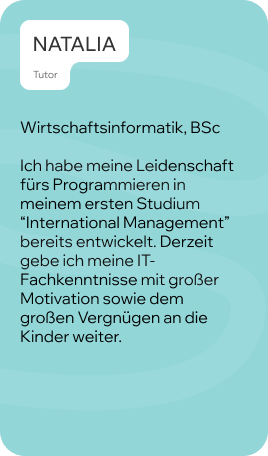 NATALIA
Tutor
Wirtschaftsinformatik, BSc
Ich habe meine Leidenschaft
fürs Programmieren in
meinem ersten Studium
“International Management”
bereits entwickelt. Derzeit
gebe ich meine IT-
Fachkenntnisse mit großer
Motivation sowie dem
großen Vergnügen an die
Kinder weiter.